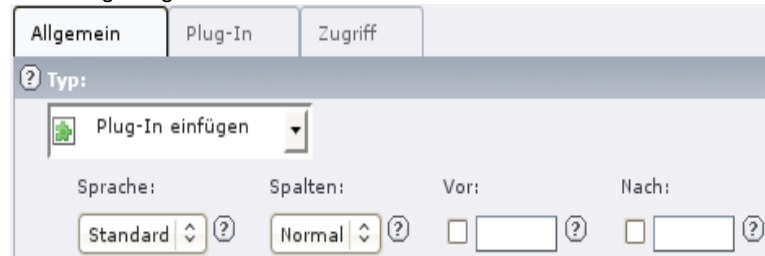 Allgemein Plug-In Zugriff
Typ:
Plug-In einfügen
Sprache: Spalten: Vor: Nach:
Standard Normal